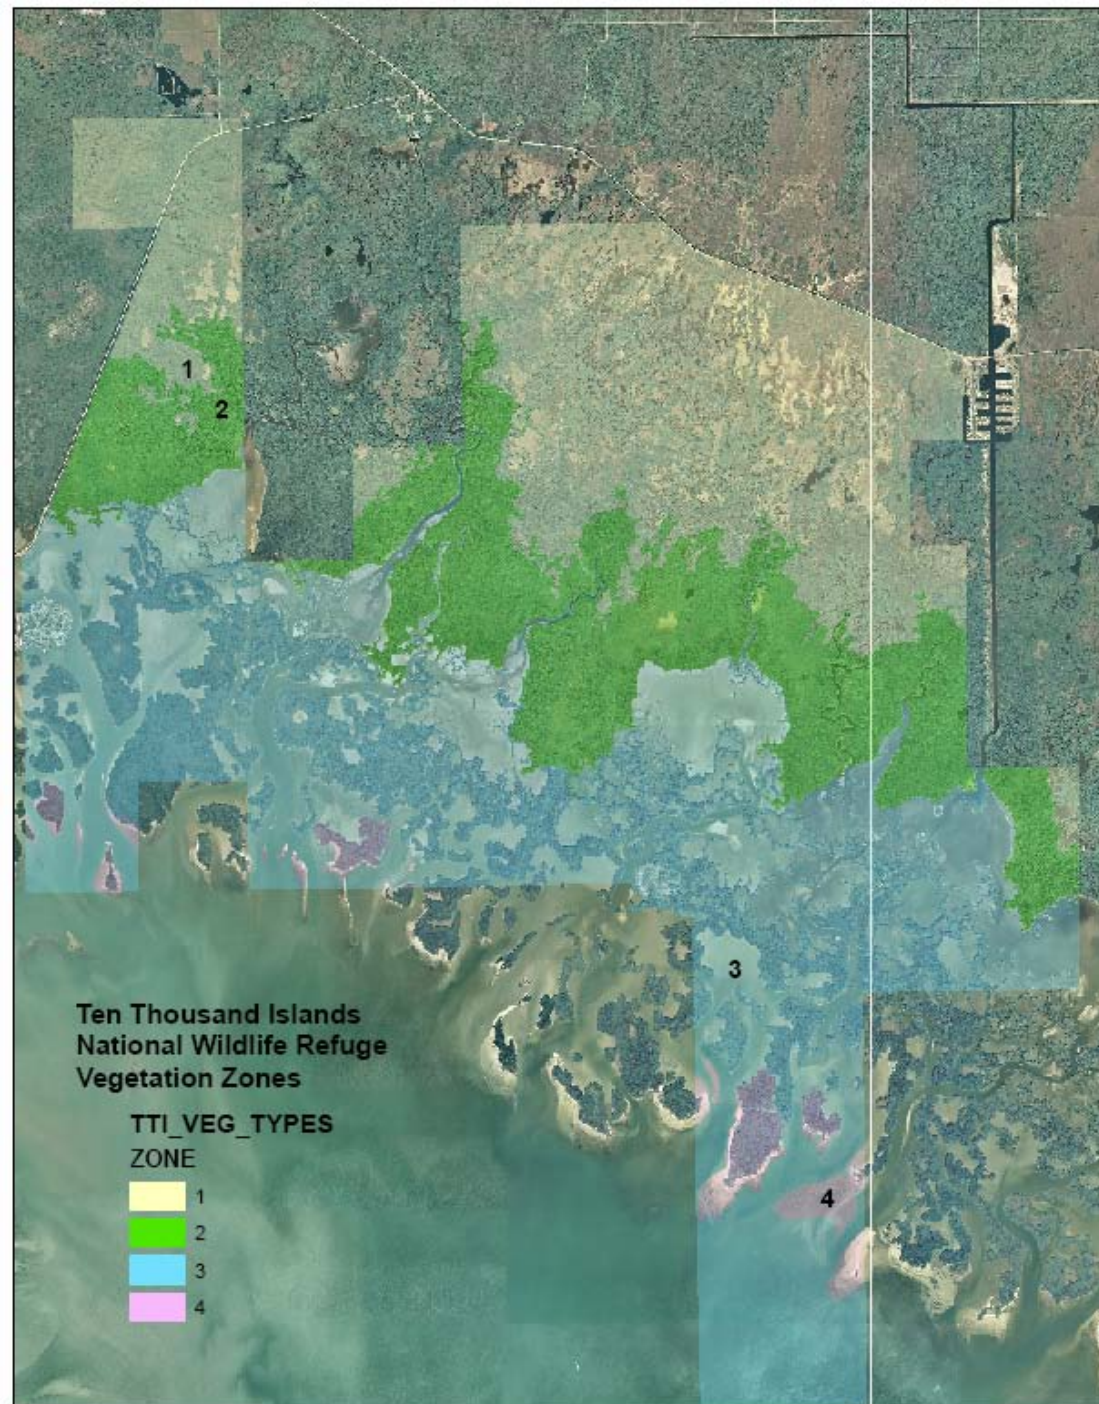 1
2
3
4
Ten Thousand Islands
National Wildlife Refuge
Vegetation Zones
TTI_VEG_TYPES
ZONE
1
2
3
4